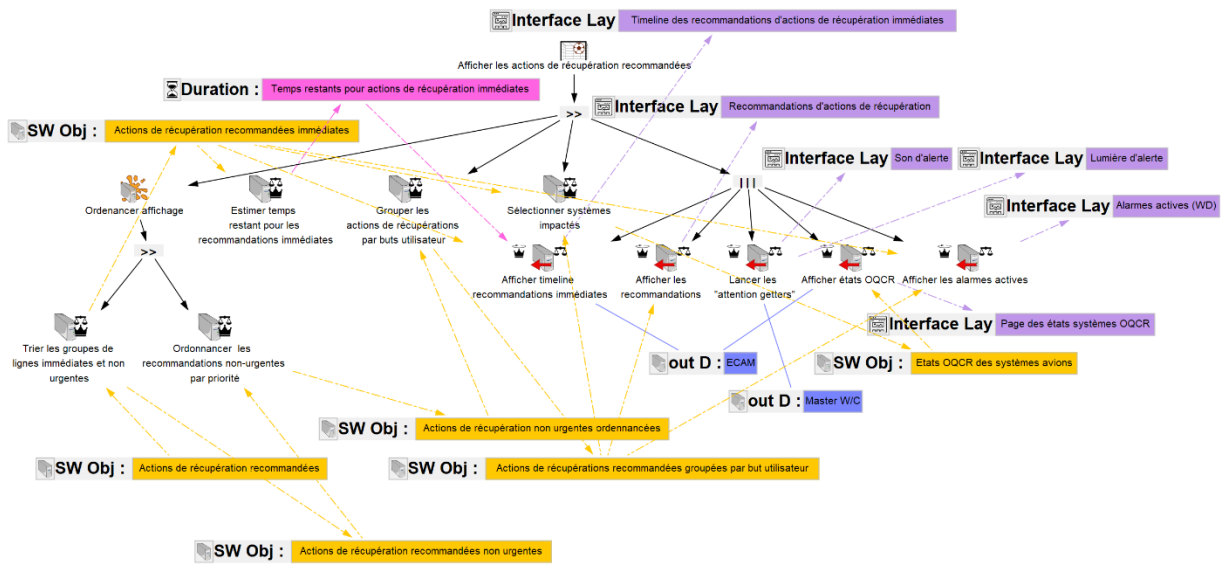 Interface Lay Timeline des recommandations d'actions de récupération immédiates
Afficher les actions de récupération recommandées
Duration : Temps restants pour actions de récupération immédiates
>> Interface Lay Recommandations d'actions de récupération
SW Obj : Actions de récupération recommandées immédiates
Interface Lay Son d'alerte
Interface Lay Lumière d'alerte
|||
Interface Lay Alarmes actives (WD)
Ordenancer affichage
Estimer temps
restant pour les
recommandations immédiates
Grouper les
actions de récupérations
par buts utilisateur
Sélectionner systèmes
impactés
>>
Afficher timeline
recommandations immédiates
Afficher les
recommandations
Lancer les
"attention getters"
Afficher états OQCR
Afficher les alarmes actives
Interface Lay Page des états systèmes OQCR
Trier les groupes de
lignes immédiates et non
urgentes
Ordonnancer les
recommandations non-urgentes
par priorité
out D : ECAM
SW Obj : Etats OQCR des systèmes avions
out D : Master W/C
SW Obj : Actions de récupération non urgentes ordennancées
SW Obj : Actions de récupération recommandées
SW Obj : Actions de récupérations recommandées groupées par but utilisateur
SW Obj : Actions de récupération recommandées non urgentes